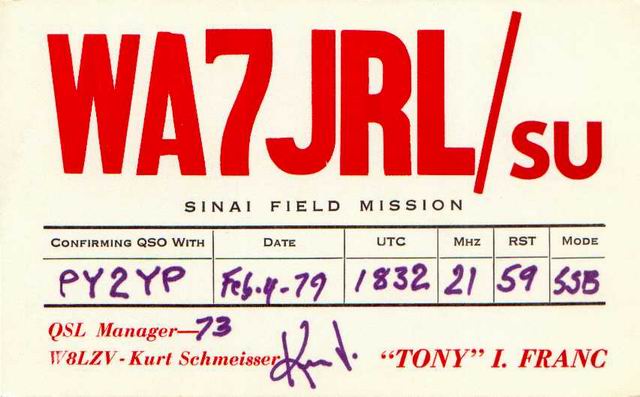 WA7JRL/SU
SINAI FIELD MISSION
CONFIRMING QSO WITH DATE UTC MHZ RST MODE
PY2YP Feb.4-79 1832 21 59 SSB
QSL Manager—73
W8LZV - Kurt Schmeisser "TONY" I. FRANC